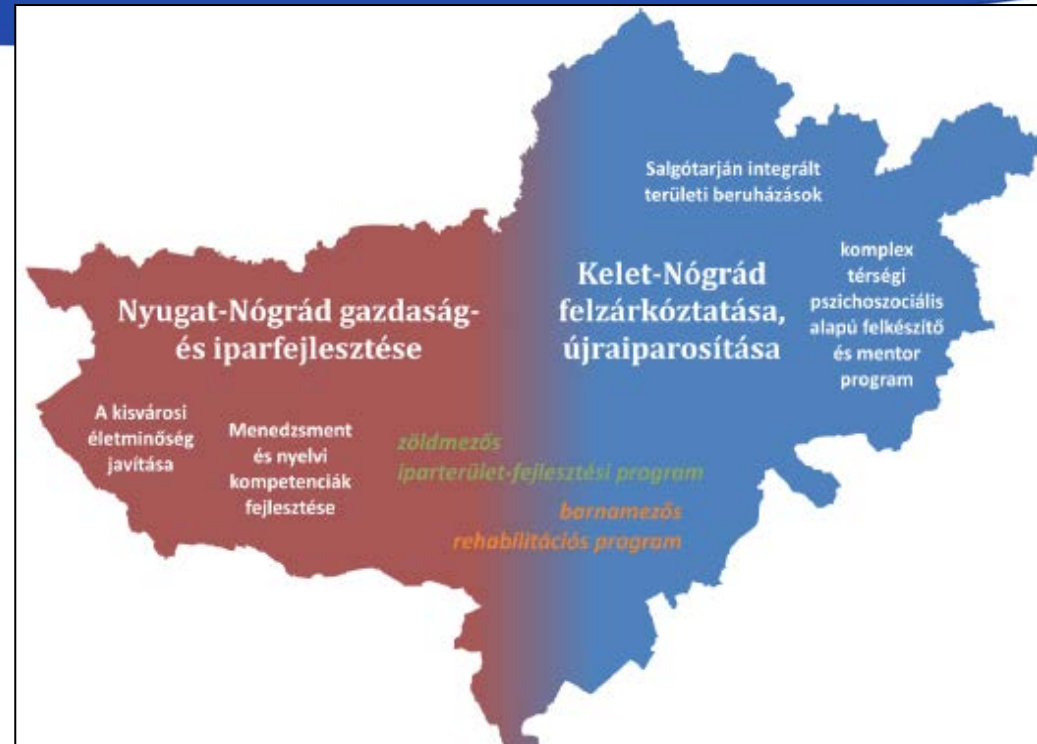 Salgótarján integrált
területi beruházások
Nyugat-Nógrád gazdaság-
és iparfejlesztése
Kelet-Nógrád
felzárkóztatása,
újraiparosítása
komplex
térségi
pszichoszociális
alapú felkészítő
és mentor
program
A kisvárosi
életminőség
javítása
Menedzsment
és nyelvi
kompetenciák
fejlesztése
zöldmezős
iparterület-fejlesztési program
barnamezős
rehabilitációs program